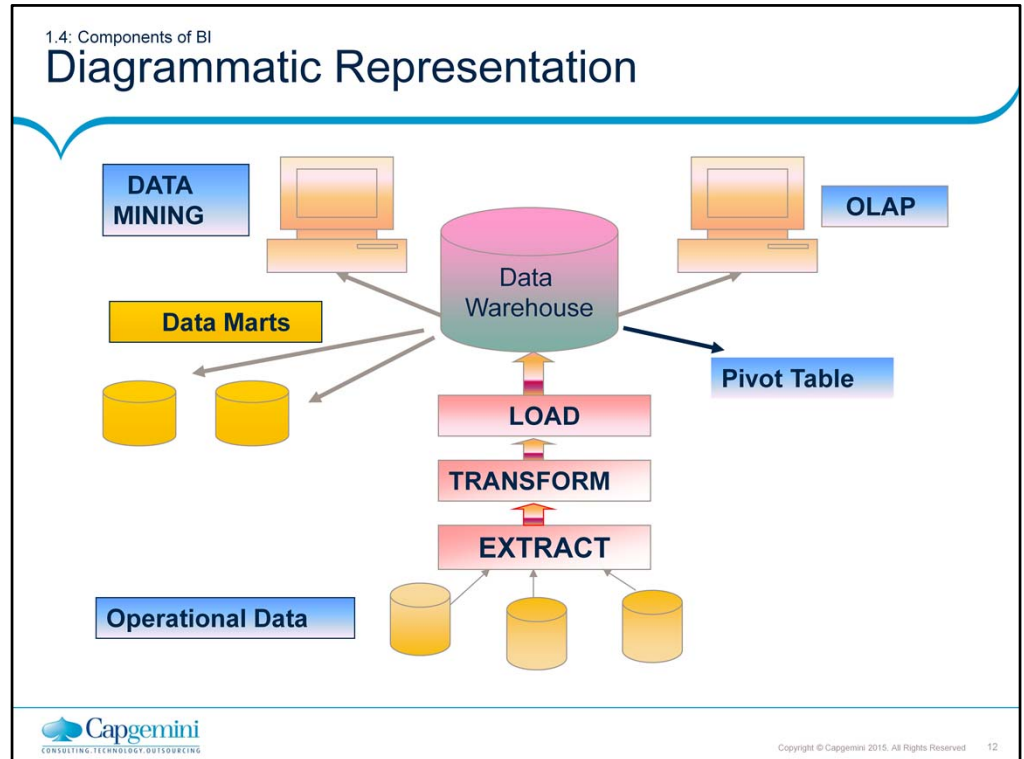 1.4: Components of BI
Diagrammatic Representation
DATA
MINING
OLAP
Data
Warehouse
Data Marts
Pivot Table
LOAD
TRANSFORM
EXTRACT
Operational Data
Capgemini
CONSULTING.TECHNOLOGY.OUTSOURCING
Copyright © Capgemini 2015. All Rights Reserved 12